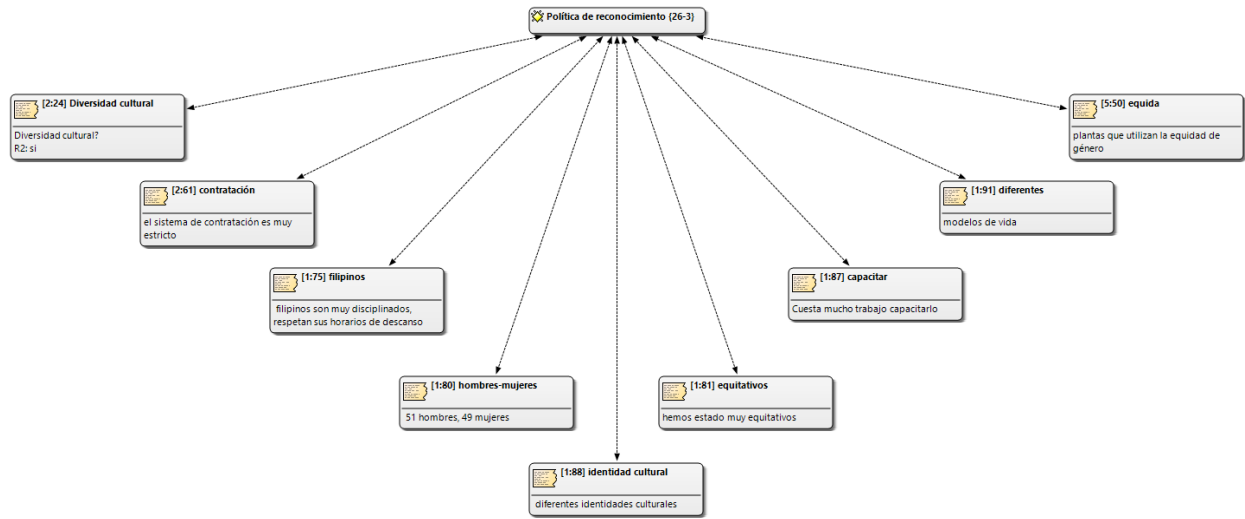 Política de reconocimiento {26-3}
[2:24] Diversidad cultural
Diversidad cultural?
R2: si
[5:50] equida
plantas que utilizan la equidad de
género
[2:61] contratación
el sistema de contratación es muy
estricto
[1:91] diferentes
modelos de vida
[1:75] filipinos
filipinos son muy disciplinados,
respetan sus horarios de descanso
[1:87] capacitar
Cuesta mucho trabajo capacitarlo
[1:80] hombres-mujeres
51 hombres, 49 mujeres
[1:81] equitativos
hemos estado muy equitativos
[1:88] identidad cultural
diferentes identidades culturales